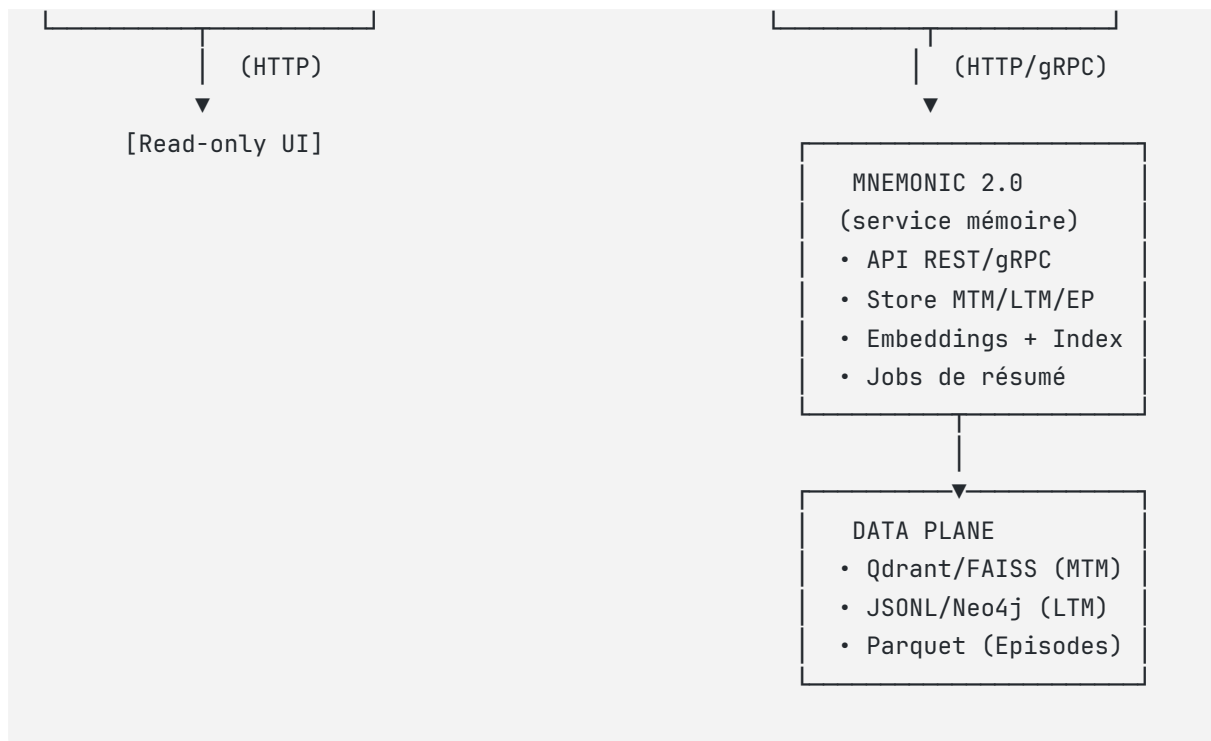 (HTTP)
(HTTP/gRPC)
[Read-only UI]
MNEMONIC 2.0
(service mémoire)
• API REST/gRPC
• Store MTM/LTM/EP
• Embeddings + Index
• Jobs de résumé
DATA PLANE
• Qdrant/FAISS (MTM)
• JSONL/Neo4j (LTM)
• Parquet (Episodes)